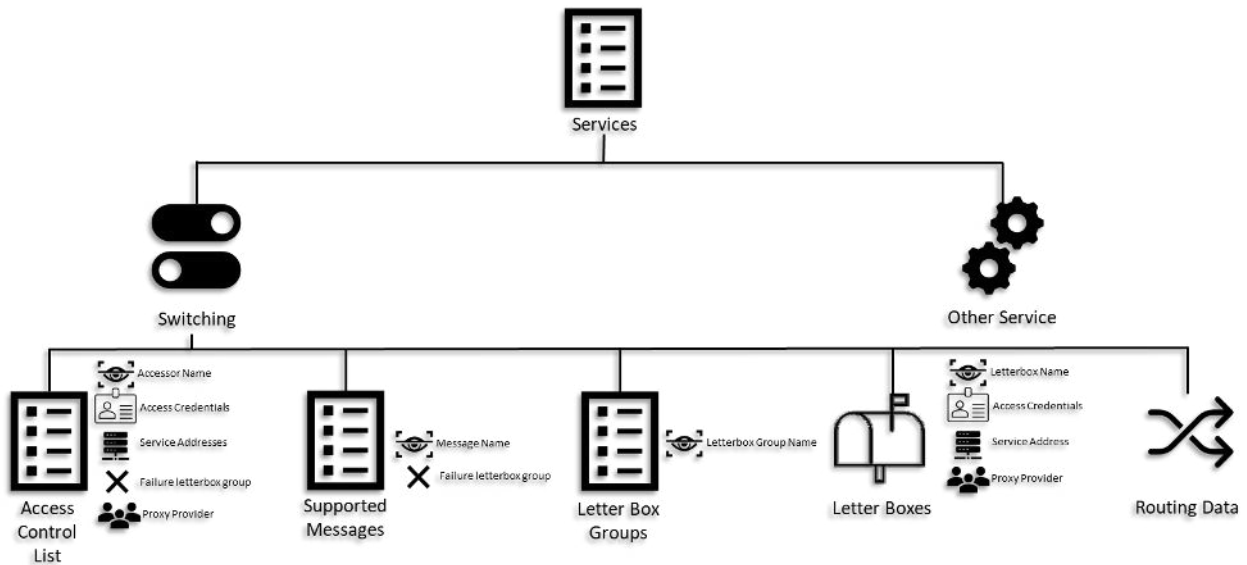 Services
Switching
Other Service
Accessor Name
Access Credentials
Service Addresses
Failure letterbox group
Proxy Provider
Access
Control
List
Message Name
Failure letterbox group
Supported
Messages
Letterbox Group Name
Letter Box
Groups
Letterbox Name
Access Credentials
Service Address
Proxy Provider
Letter Boxes
Routing Data